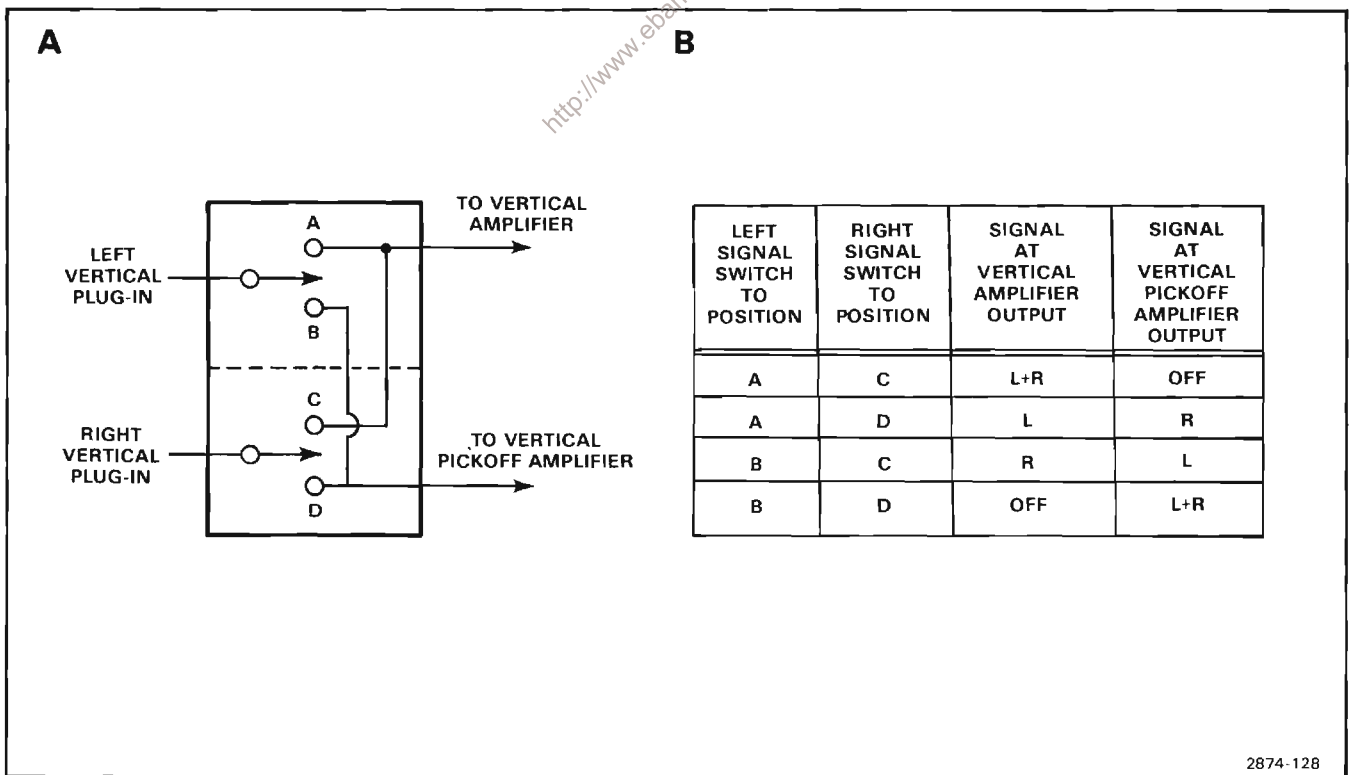 http://www.eban
A
B
A
TO VERTICAL
AMPLIFIER
LEFT
VERTICAL
PLUG-IN
B
C
RIGHT
VERTICAL
PLUG-IN
TO VERTICAL
PICKOFF AMPLIFIER
D
LEFT
SIGNAL
SWITCH
TO
POSITION
RIGHT
SIGNAL
SWITCH
TO
POSITION
SIGNAL
AT
VERTICAL
AMPLIFIER
OUTPUT
SIGNAL
AT
VERTICAL
PICKOFF
AMPLIFIER
OUTPUT
A C L+R OFF
A D L R
B C R L
B D OFF L+R
2874-128